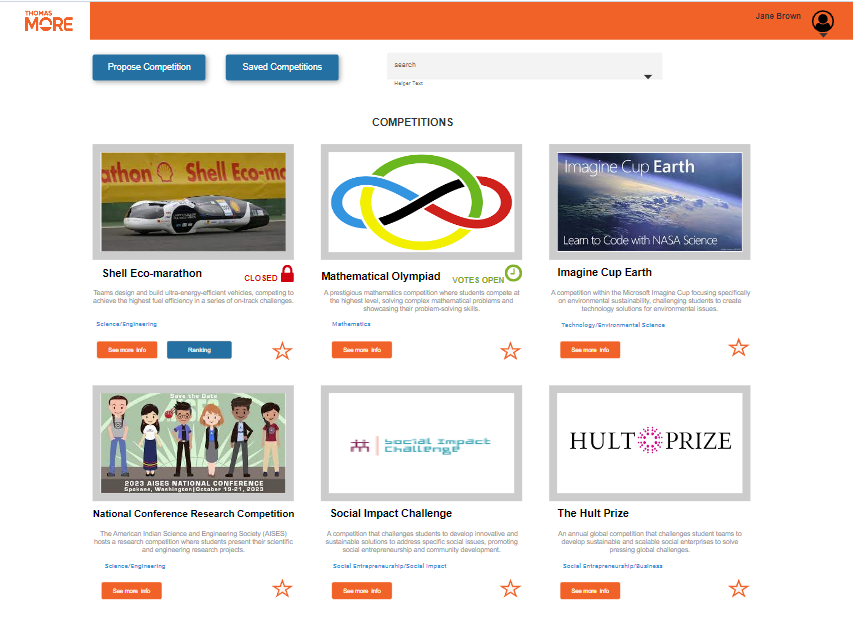 THOMAS
MORE
Jane Brown
Propose Competition
Saved Competitions
search
Helper Text
COMPETITIONS
athon Shell Eco-ma
Imagine Cup Earth
Learn to Code with NASA Science
Shell Eco-marathon
CLOSED
Mathematical Olympiad
VOTES OPEN
Imagine Cup Earth
Teams design and build ultra-energy-efficient vehicles, competing to
achieve the highest fuel efficiency in a series of on-track challenges.
A prestigious mathematics competition where students compete at
the highest level, solving complex mathematical problems and
showcasing their problem-solving skills.
A competition within the Microsoft Imagine Cup focusing specifically
on environmental sustainability, challenging students to create
technology solutions for environmental issues.
Science/Engineering
Mathematics
Technology/Environmental Science
See more info
Ranking
See more info
See more info
Save the Date
2023 AISES NATIONAL CONFERENCE
Spokane, Washington|October 19-21, 2023
Social Impact
Challenge
HULT PRIZE
National Conference Research Competition
Social Impact Challenge
The Hult Prize
The American Indian Science and Engineering Society (AISES)
hosts a research competition where students present their scientific
and engineering research projects.
A competition that challenges students to develop innovative and
sustainable solutions to address specific social issues, promoting
social entrepreneurship and community development.
An annual global competition that challenges student teams to
develop sustainable and scalable social enterprises to solve
pressing global challenges.
Science/Engineering
Social Entrepreneurship/Social Impact
Social Entrepreneurship/Business
See more info
See more info
See more info